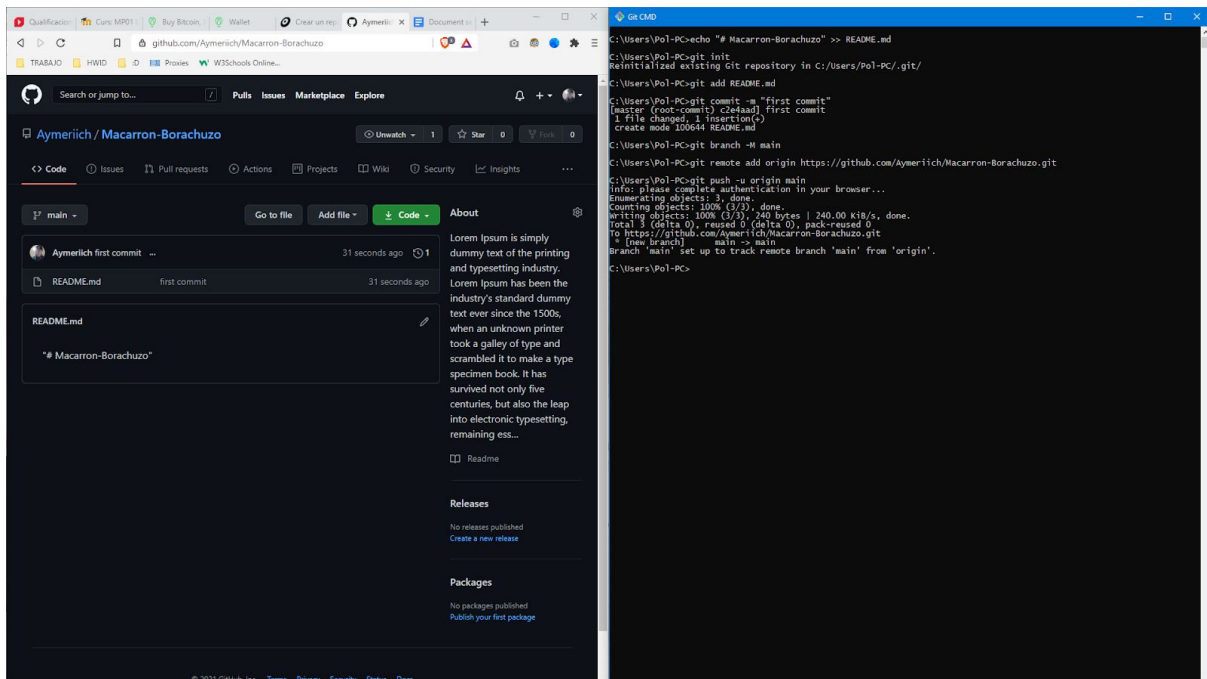 Qualificacion
Curs: MP01
Buy Bitcoin,
Wallet
Crear un rep
Aymeriic
Document s
github.com/Aymeriich/Macarron-Borachuzo
TRABAJO
HWID
:D
Proxies
W3Schools Online...
Search or jump to...
/
Pulls Issues Marketplace Explore
Aymeriich / Macarron-Borachuzo
Unwatch 1
Star 0
Fork 0
Code
Issues
Pull requests
Actions
Projects
Wiki
Security
Insights
...
main
Go to file
Add file
Code
Aymeriich first commit ...
31 seconds ago
1
README.md
first commit
31 seconds ago
README.md
"# Macarron-Borachuzo"
About
Lorem Ipsum is simply
dummy text of the printing
and typesetting industry.
Lorem Ipsum has been the
industry's standard dummy
text ever since the 1500s,
when an unknown printer
took a galley of type and
scrambled it to make a type
specimen book. It has
survived not only five
centuries, but also the leap
into electronic typesetting,
remaining ess...
Readme
Releases
No releases published
Create a new release
Packages
No packages published
Publish your first package
© 2021 GitHub, Inc. Terms Privacy Security Status Docs
Git CMD
C:\Users\Pol-PC>echo "# Macarron-Borachuzo" >> README.md
C:\Users\Pol-PC>git init
Reinitialized existing Git repository in C:/Users/Pol-PC/.git/
C:\Users\Pol-PC>git add README.md
C:\Users\Pol-PC>git commit -m "first commit"
[master (root-commit) c2e4aad] first commit
1 file changed, 1 insertion(+)
create mode 100644 README.md
C:\Users\Pol-PC>git branch -M main
C:\Users\Pol-PC>git remote add origin https://github.com/Aymeriich/Macarron-Borachuzo.git
C:\Users\Pol-PC>git push -u origin main
info: please complete authentication in your browser...
Enumerating objects: 3, done.
Counting objects: 100% (3/3), done.
Writing objects: 100% (3/3), 240 bytes | 240.00 KiB/s, done.
Total 3 (delta 0), reused 0 (delta 0), pack-reused 0
To https://github.com/Aymeriich/Macarron-Borachuzo.git
* [new branch] main -> main
Branch 'main' set up to track remote branch 'main' from 'origin'.
C:\Users\Pol-PC>